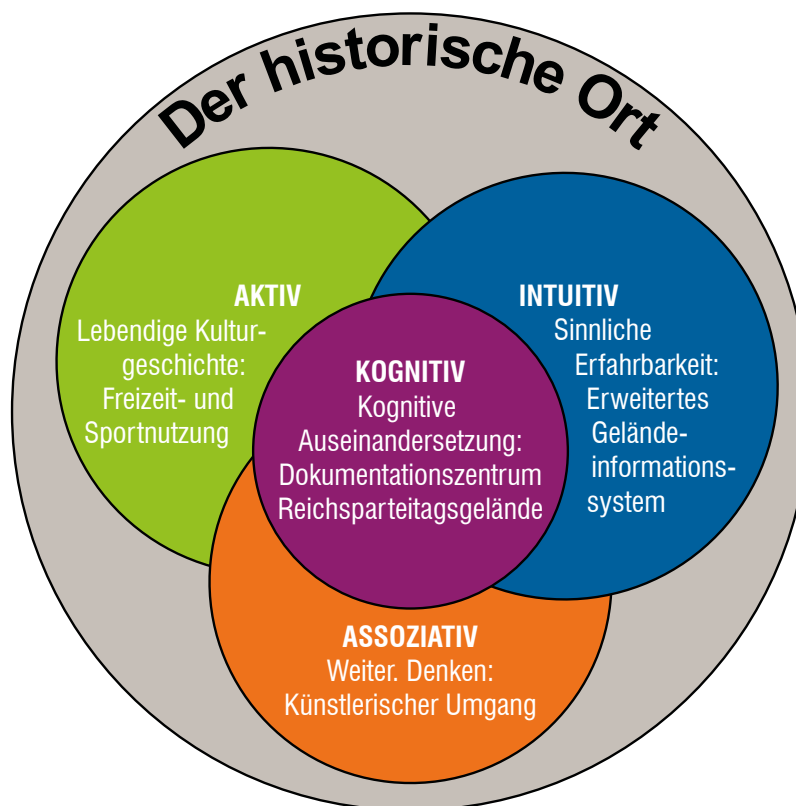 Der historische Ort
AKTIV
Lebendige Kultur-
geschichte:
Freizeit- und
Sportnutzung
INTUITIV
Sinnliche
Erfahrbarkeit:
Erweitertes
Gelände-
informations-
system
KOGNITIV
Kognitive
Auseinandersetzung:
Dokumentationszentrum
Reichsparteitagsgelände
ASSOZIATIV
Weiter. Denken:
Künstlerischer Umgang